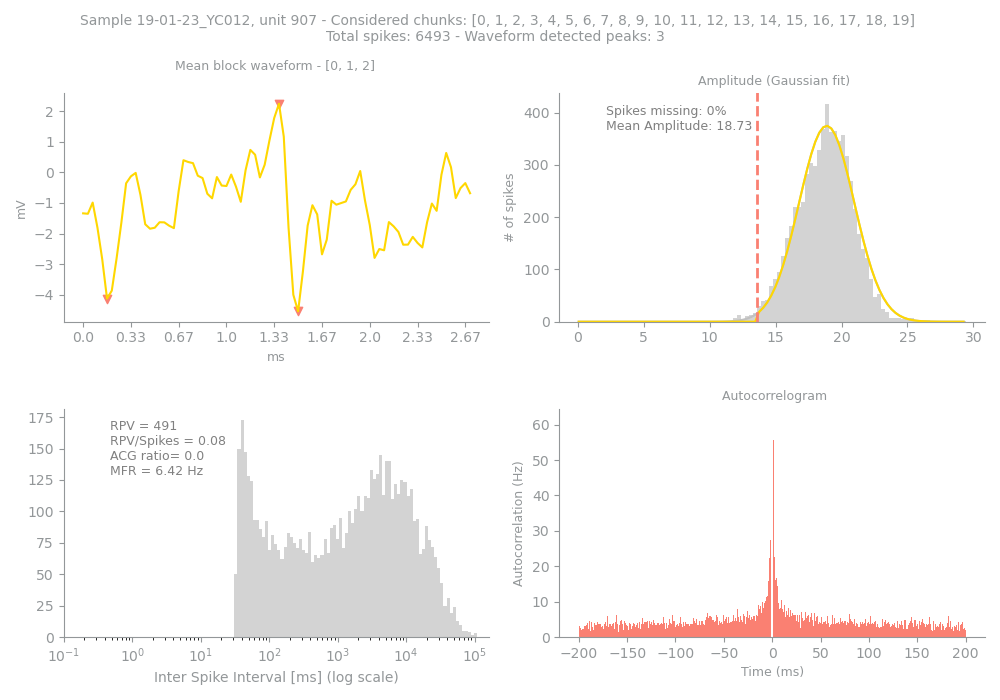 Sample 19-01-23_YC012, unit 907 - Considered chunks: [0, 1, 2, 3, 4, 5, 6, 7, 8, 9, 10, 11, 12, 13, 14, 15, 16, 17, 18, 19]
Total spikes: 6493 - Waveform detected peaks: 3
Mean block waveform - [0, 1, 2]
2
1
0
−1
−2
−3
−4
mV
0.0 0.33 0.67 1.0 1.33 1.67 2.0 2.33 2.67
ms
Amplitude (Gaussian fit)
Spikes missing: 0%
Mean Amplitude: 18.73
400
300
200
100
0
# of spikes
0 5 10 15 20 25 30
RPV = 491
RPV/Spikes = 0.08
ACG ratio= 0.0
MFR = 6.42 Hz
175
150
125
100
75
50
25
0
10⁻¹ 10⁰ 10¹ 10² 10³ 10⁴ 10⁵
Inter Spike Interval [ms] (log scale)
Autocorrelogram
60
50
40
30
20
10
0
Autocorrelation (Hz)
−200 −150 −100 −50 0 50 100 150 200
Time (ms)